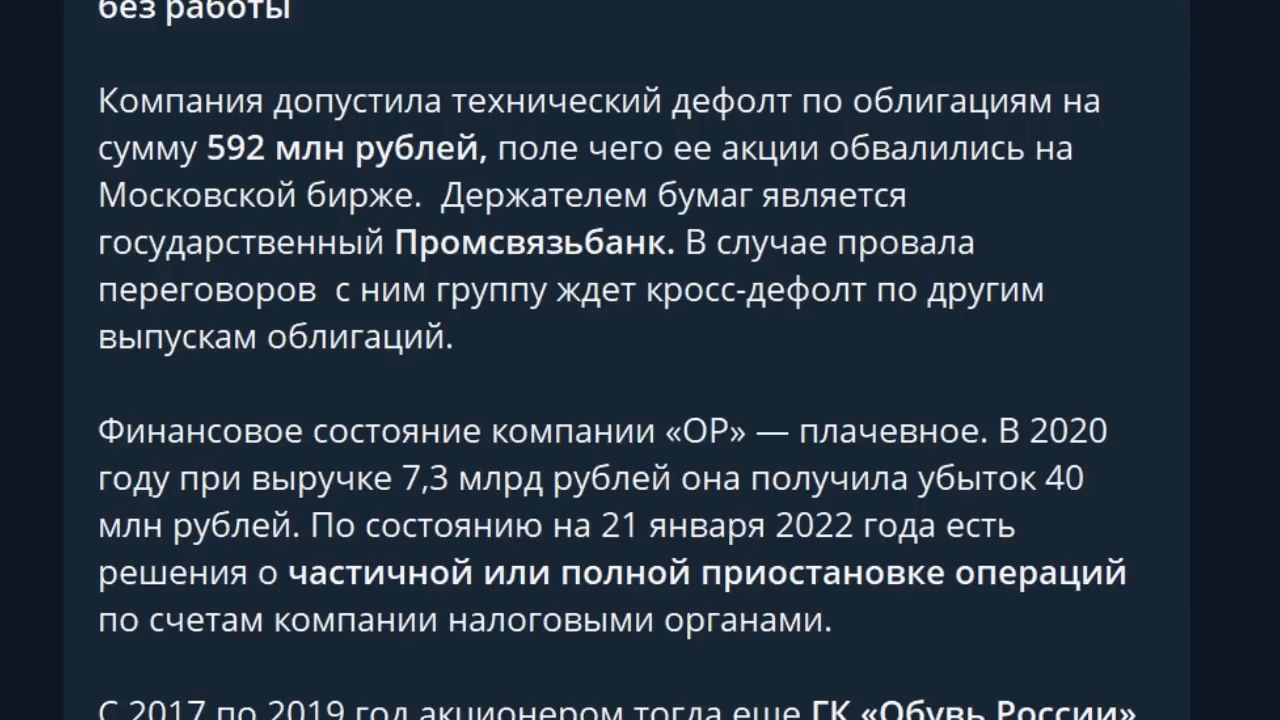 без работы
Компания допустила технический дефолт по облигациям на
сумму 592 млн рублей, поле чего ее акции обвалились на
Московской бирже.  Держателем бумаг является
государственный Промсвязьбанк. В случае провала
переговоров  с ним группу ждет кросс-дефолт по другим
выпускам облигаций.
Финансовое состояние компании «ОР» — плачевное. В 2020
году при выручке 7,3 млрд рублей она получила убыток 40
млн рублей. По состоянию на 21 января 2022 года есть
решения о частичной или полной приостановке операций
по счетам компании налоговыми органами.
С 2017 по 2019 год акционером тогда еще ГК «Обувь России»